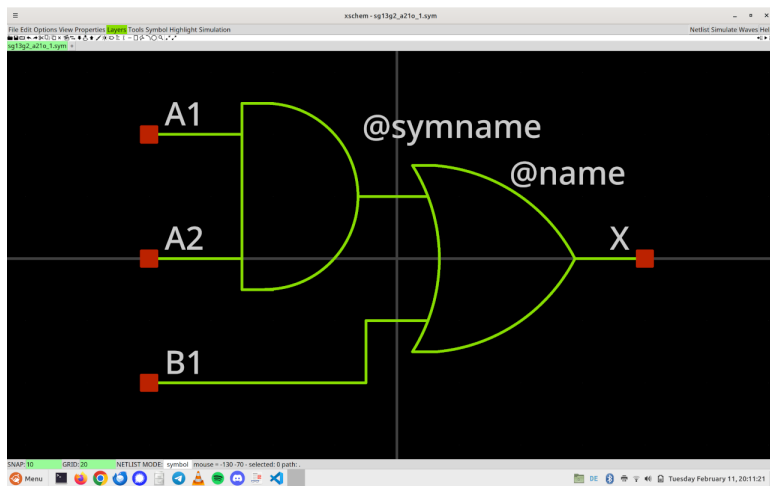 xschem - sg13g2_a21o_1.sym
File Edit Options View Properties Layers Tools Symbol Highlight Simulation
Netlist Simulate Waves Hel
sg13g2_a21o_1.sym
A1
@symname
@name
A2
X
B1
SNAP: 10 GRID: 20 NETLIST MODE: symbol mouse = -130 -70 - selected: 0 path: .
Menu
DE
Tuesday February 11, 20:11:21